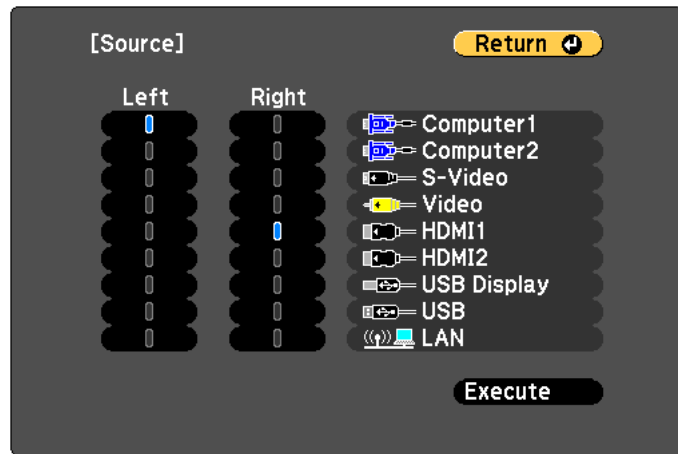 [Source]
Return
Left Right
Computer1
Computer2
S-Video
Video
HDMI1
HDMI2
USB Display
USB
LAN
Execute